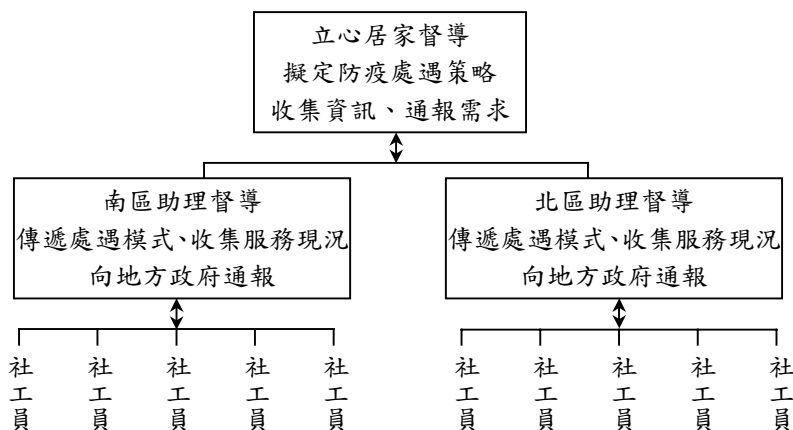 立心居家督導
擬定防疫處遇策略
收集資訊、通報需求
南區助理督導
傳遞處遇模式、收集服務現況
向地方政府通報
北區助理督導
傳遞處遇模式、收集服務現況
向地方政府通報
社工員
社工員
社工員
社工員
社工員
社工員
社工員
社工員
社工員
社工員